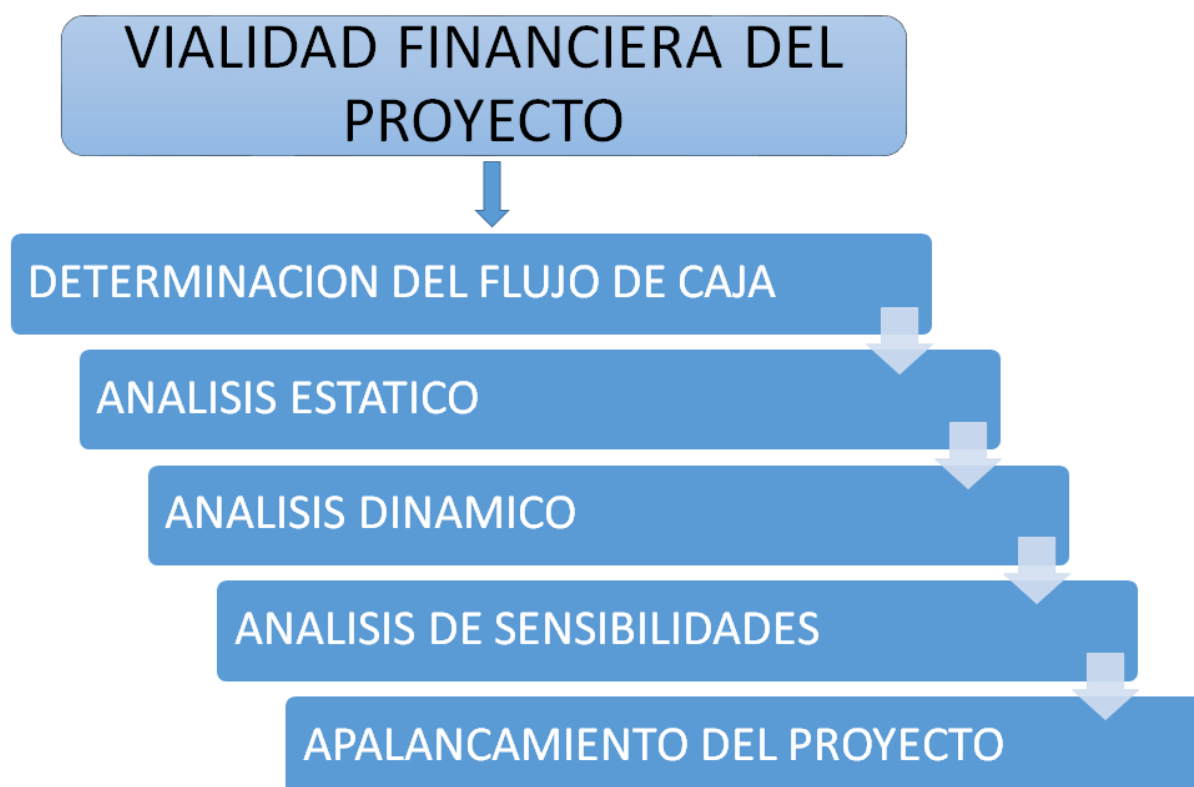 VIALIDAD FINANCIERA DEL
PROYECTO
DETERMINACION DEL FLUJO DE CAJA
ANALISIS ESTATICO
ANALISIS DINAMICO
ANALISIS DE SENSIBILIDADES
APALANCAMIENTO DEL PROYECTO